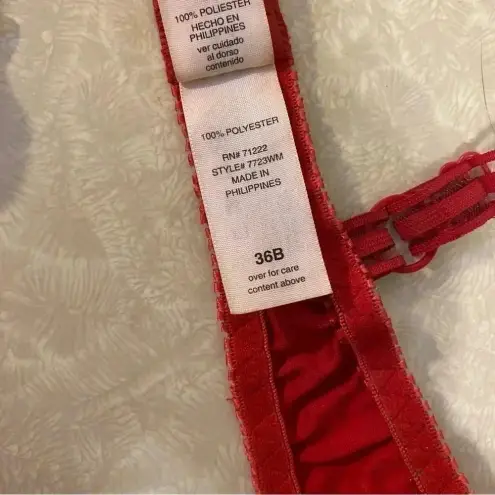 100% POLIESTER
HECHO EN
PHILIPPINES
ver cuidado
al dorso
contenido
100% POLYESTER
RN# 71222
STYLE# 7723WM
MADE IN
PHILIPPINES
36B
over for care
content above